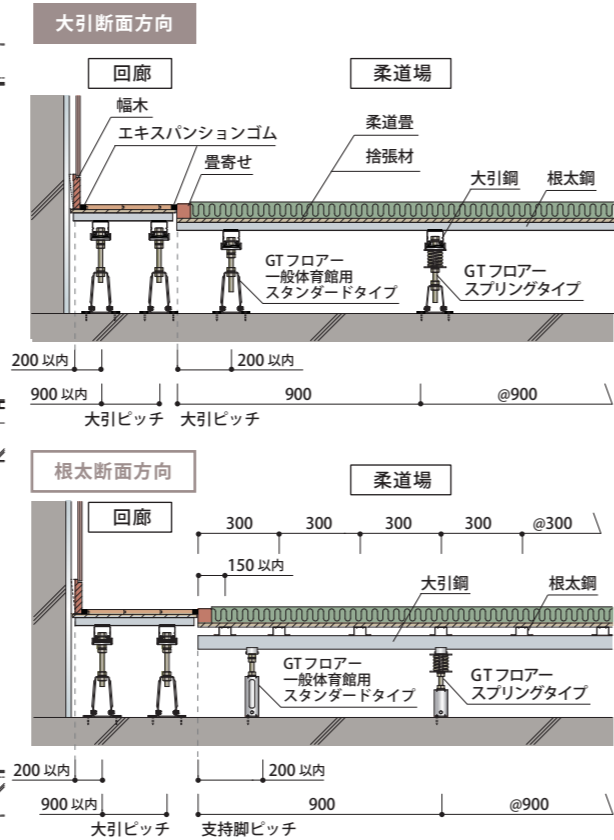 大引断面方向
回廊
柔道場
幅木
エキスパンションゴム
畳寄せ
柔道畳
捨張材
大引鋼
根太鋼
GTフロアー
一般体育館用
スタンダードタイプ
GTフロアー
スプリングタイプ
200 以内
200 以内
900 以内
900
@900
大引ピッチ
大引ピッチ
根太断面方向
柔道場
回廊
300
300
300
300
@300
150 以内
大引鋼
根太鋼
GTフロアー
一般体育館用
スタンダードタイプ
GTフロアー
スプリングタイプ
200 以内
200 以内
900 以内
900
@900
大引ピッチ
支持脚ピッチ